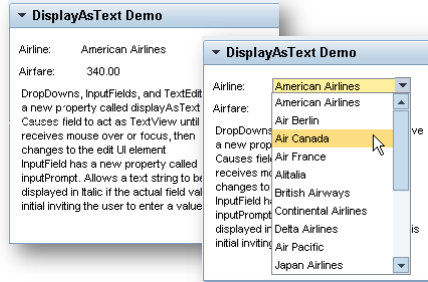 DisplayAsText Demo
Airline: American Airlines
Airfare: 340.00
DropDowns, InputFields, and TextEdit
a new property called displayAsText
Causes field to act as TextView until
receives mouse over or focus, then
changes to the edit UI element
InputField has a new property called
inputPrompt. Allows a text string to be
displayed in Italic if the actual field val
initial inviting the user to enter a value
DisplayAsText Demo
Airline: American Airlines
Airfare:
American Airlines
Air Berlin
Air Canada
Air France
Alitalia
British Airways
Continental Airlines
Delta Airlines
Air Pacific
Japan Airlines
DropDowns
a new prop
Causes fiel
receives m
changes to
InputField h
inputPrompt
displayed in
initial inviting
ve
is